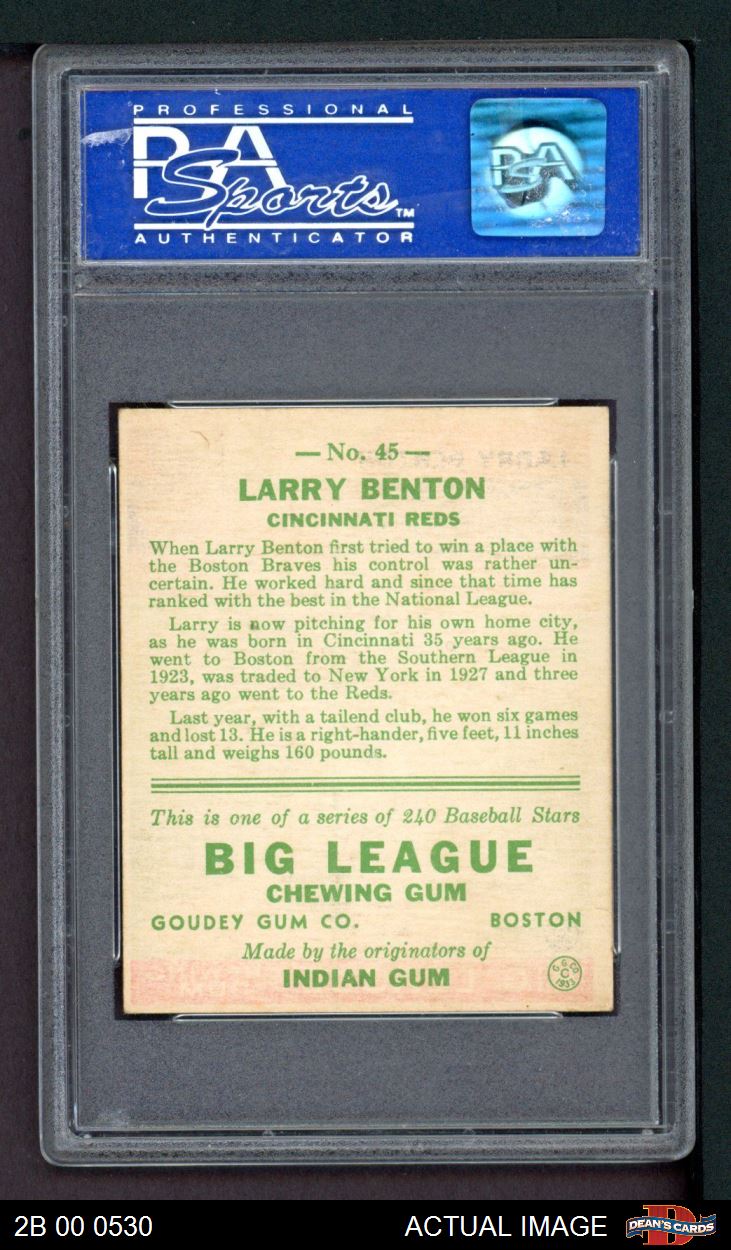 PROFESSIONAL
PSA
Sports™
AUTHENTICATOR
PSA
— No. 45 —
LARRY BENTON
CINCINNATI REDS
When Larry Benton first tried to win a place with
the Boston Braves his control was rather un-
certain. He worked hard and since that time has
ranked with the best in the National League.
Larry is now pitching for his own home city,
as he was born in Cincinnati 35 years ago. He
went to Boston from the Southern League in
1923, was traded to New York in 1927 and three
years ago went to the Reds.
Last year, with a tailend club, he won six games
and lost 13. He is a right-hander, five feet, 11 inches
tall and weighs 160 pounds.
This is one of a series of 240 Baseball Stars
BIG LEAGUE
CHEWING GUM
GOUDEY GUM CO. BOSTON
Made by the originators of
INDIAN GUM
G. G. CO.
C
1933
2B 00 0530 ACTUAL IMAGE DEAN'S CARDS